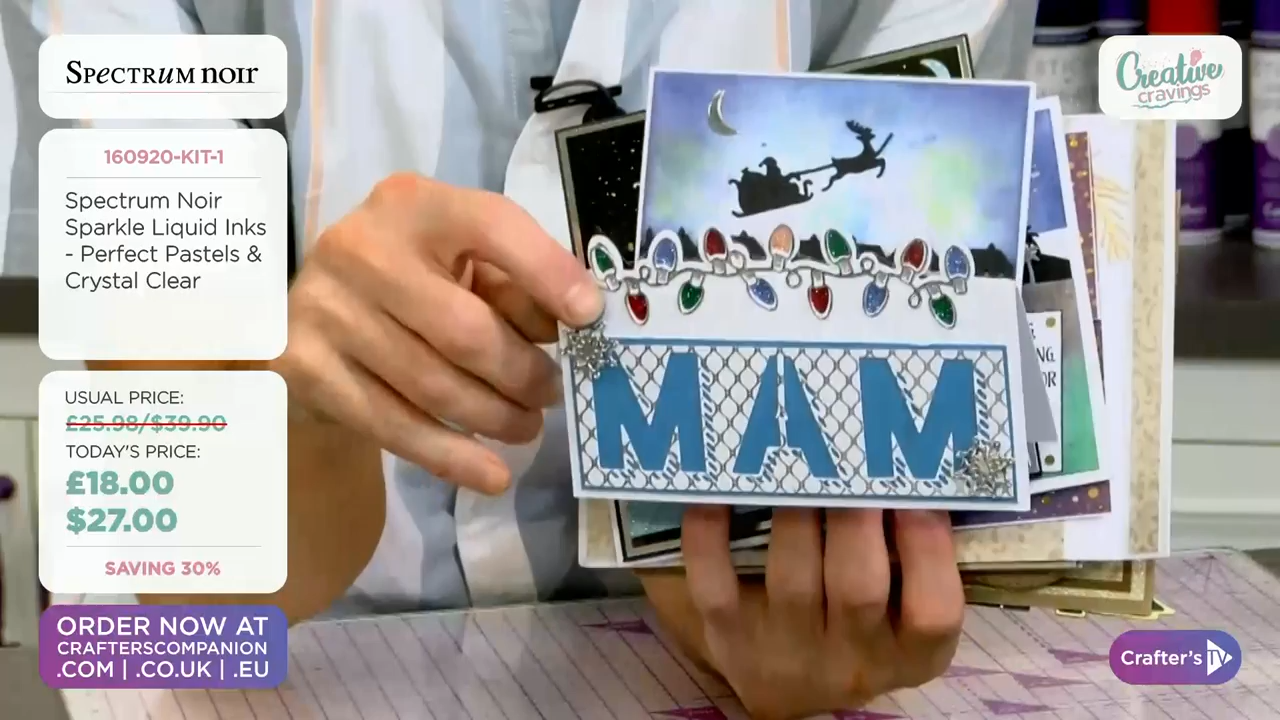 SPECTRUM NOIR
160920-KIT-1
Spectrum Noir
Sparkle Liquid Inks
- Perfect Pastels &
Crystal Clear
USUAL PRICE:
£25.98/$39.90
TODAY'S PRICE:
£18.00
$27.00
SAVING 30%
ORDER NOW AT
CRAFTERSCOMPANION
.COM | .CO.UK | .EU
Creative
cravings
MAM
Crafter's TV